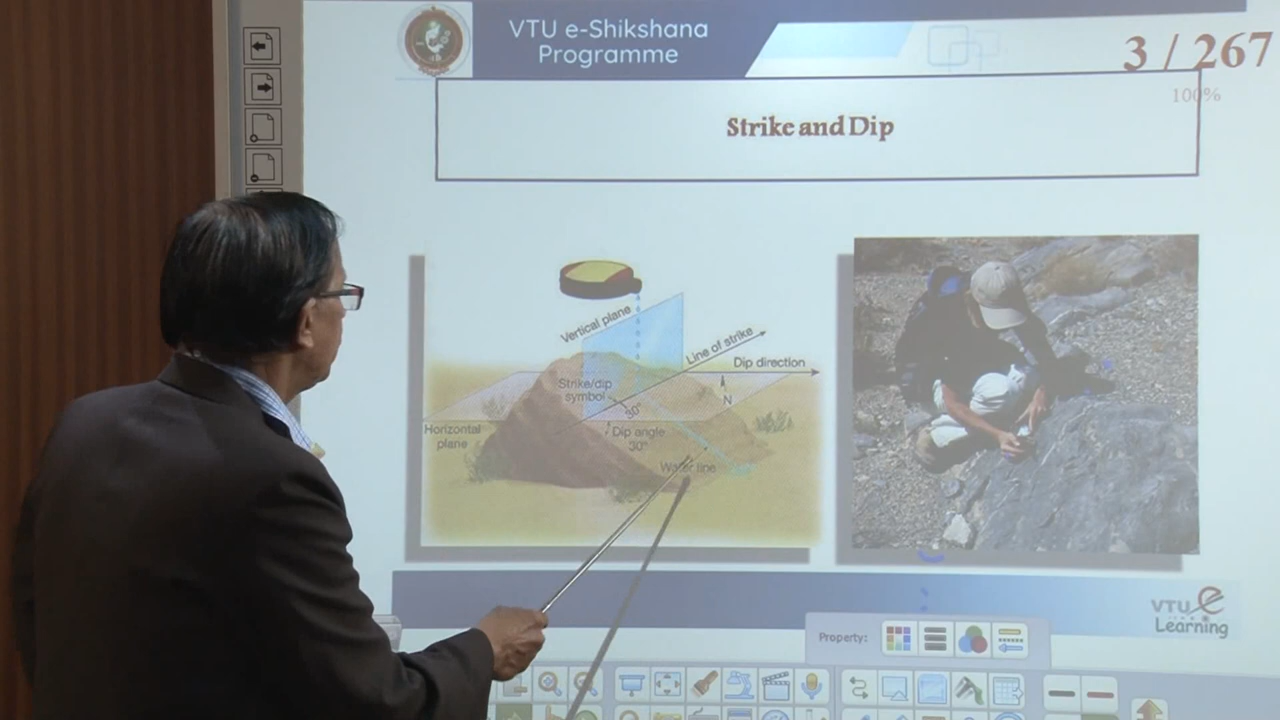 VTU e-Shikshana
Programme
3 / 267
100%
Strike and Dip
Vertical plane
Line of strike
Dip direction
Strike/dip
symbol
30°
N
Horizontal
plane
Dip angle
30°
Water line
VTU e
Learning
Property: